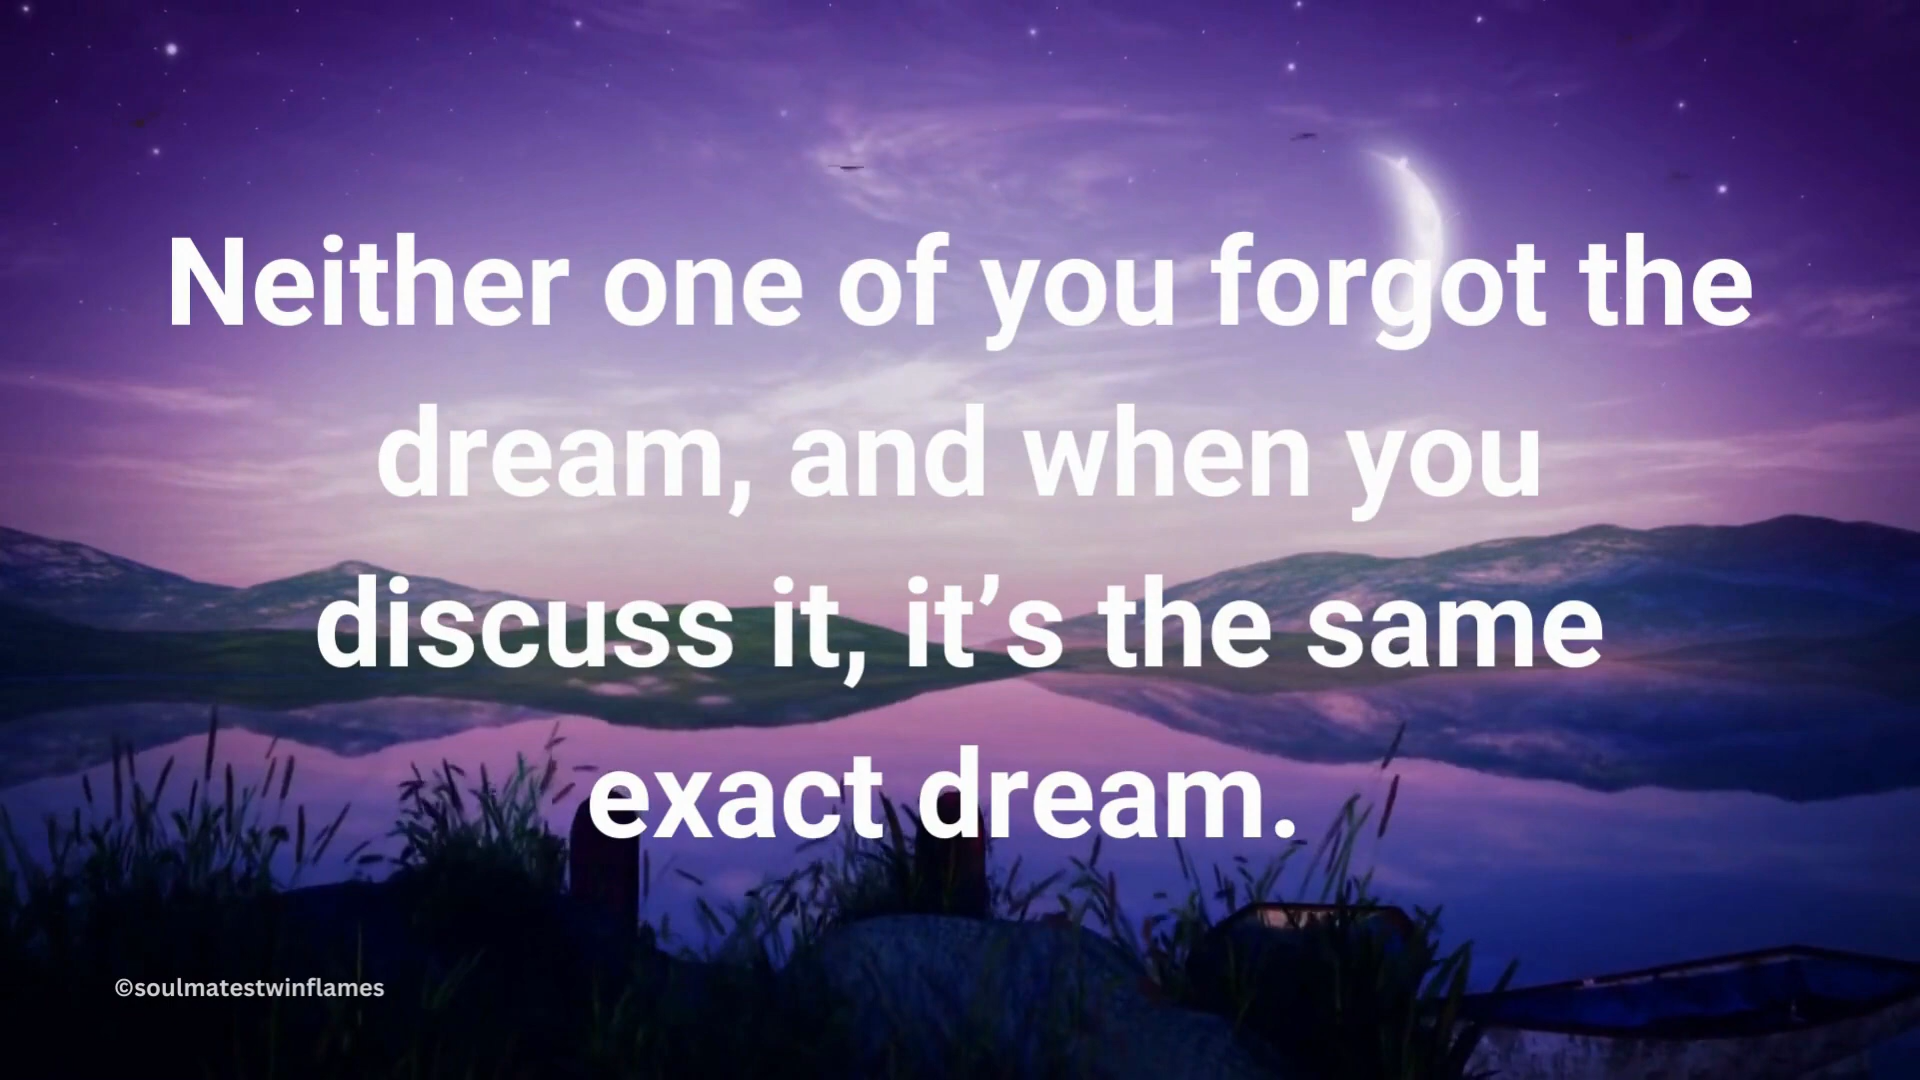 Neither one of you forgot the
dream, and when you
discuss it, it’s the same
exact dream.
©soulmatestwinflames